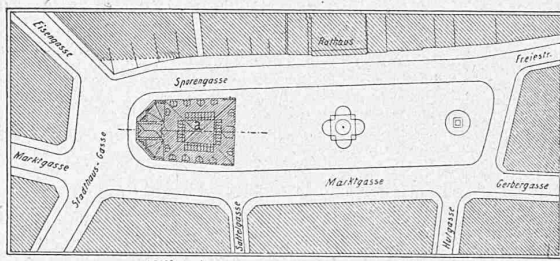 Eisengasse
Rathaus
Freiestr.
Sporengasse
a
Marktgasse
Stadthaus-Gasse
Marktgasse
Gerbergasse
Sattelgasse
Hutgasse